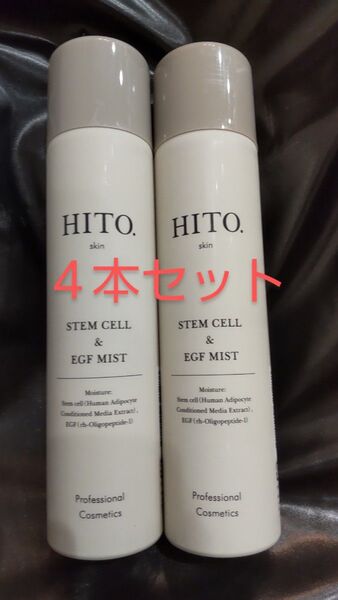 HITO.
skin
STEM CELL
&
EGF MIST
Moisture:
Stem cell (Human Adipocyte
Conditioned Media Extract),
EGF (rh-Oligopeptide-1)
Professional
Cosmetics
HITO.
skin
STEM CELL
&
EGF MIST
Moisture:
Stem cell (Human Adipocyte
Conditioned Media Extract),
EGF (rh-Oligopeptide-1)
Professional
Cosmetics
4本セット